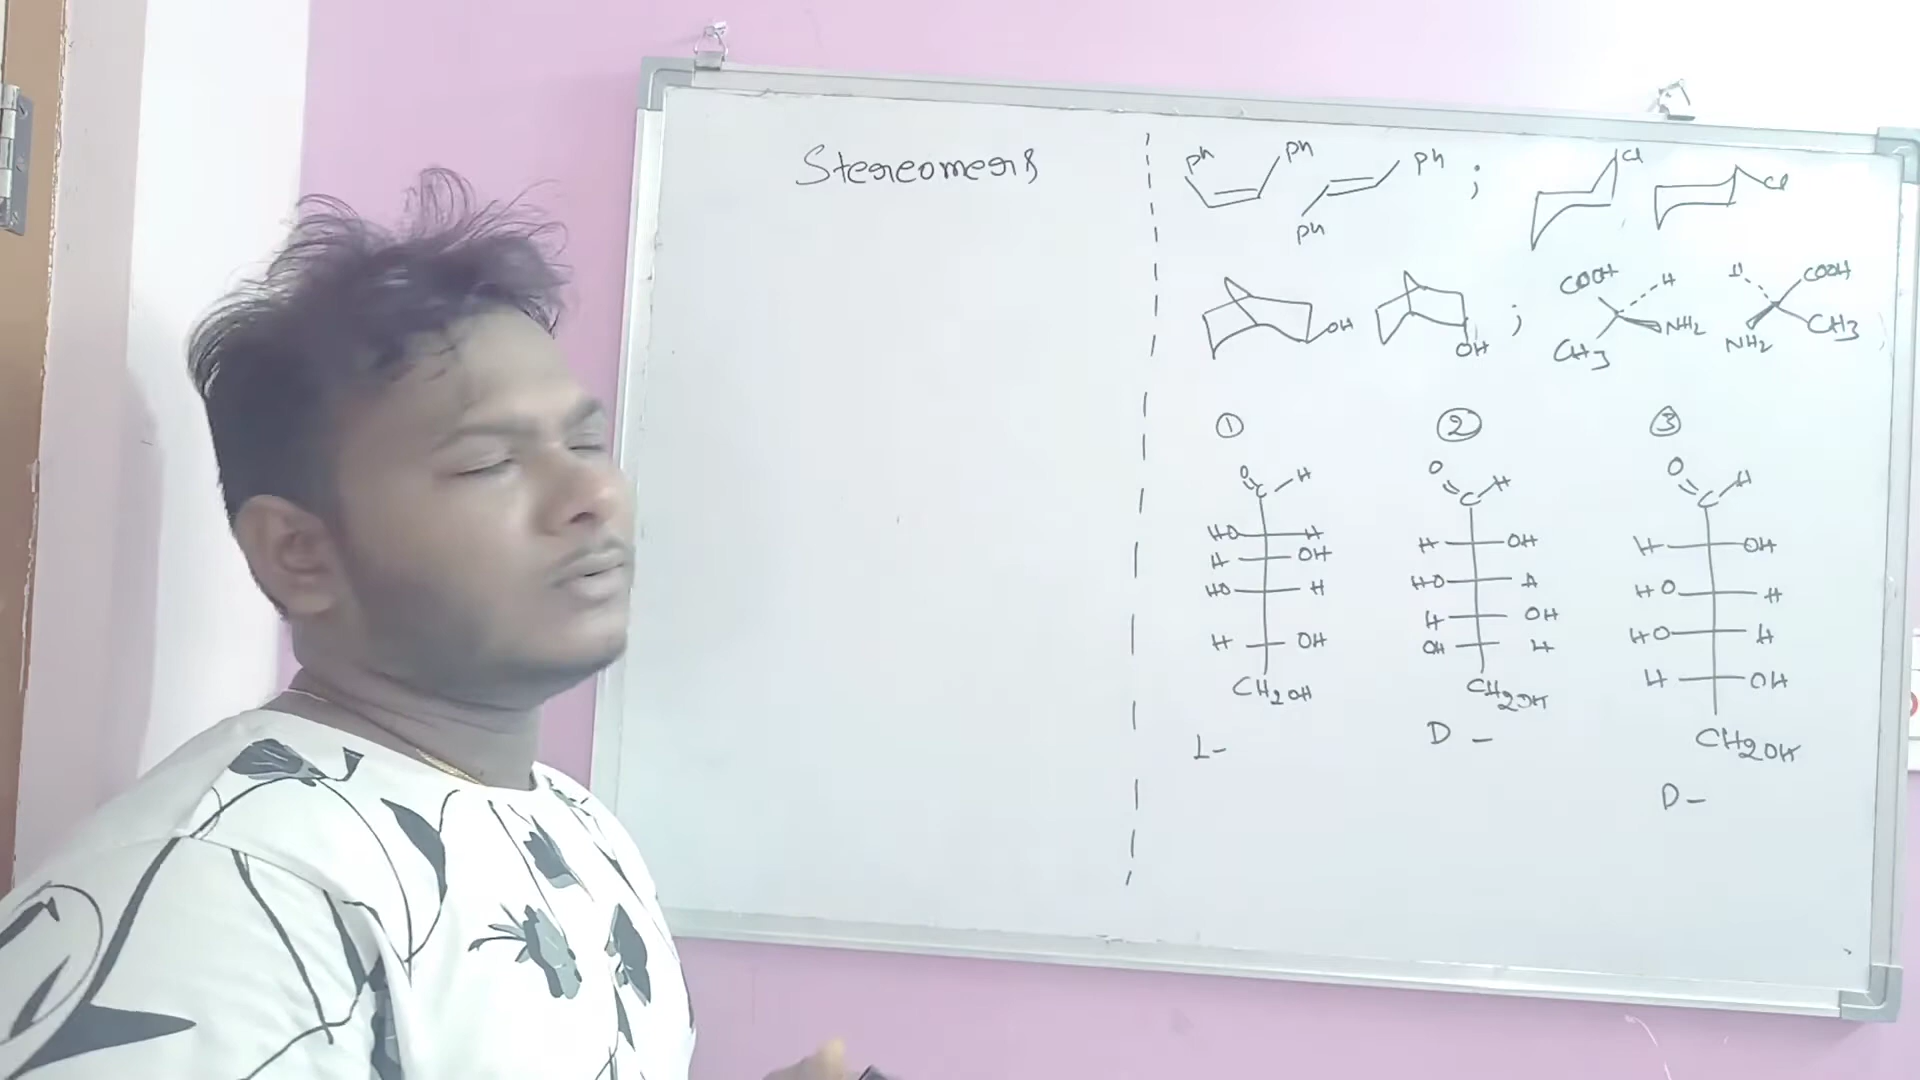 Stereomers
Ph Ph Ph ; Cl Cl
Ph
OH OH ; COOH H H COOH
CH3 NH2 NH2 CH3
① ② ③
O C H O C H O C H
HO H H OH H OH
H OH HO H HO H
HO H H OH HO H
H OH OH H H OH
CH2OH CH2OH CH2OH
L- D - D -